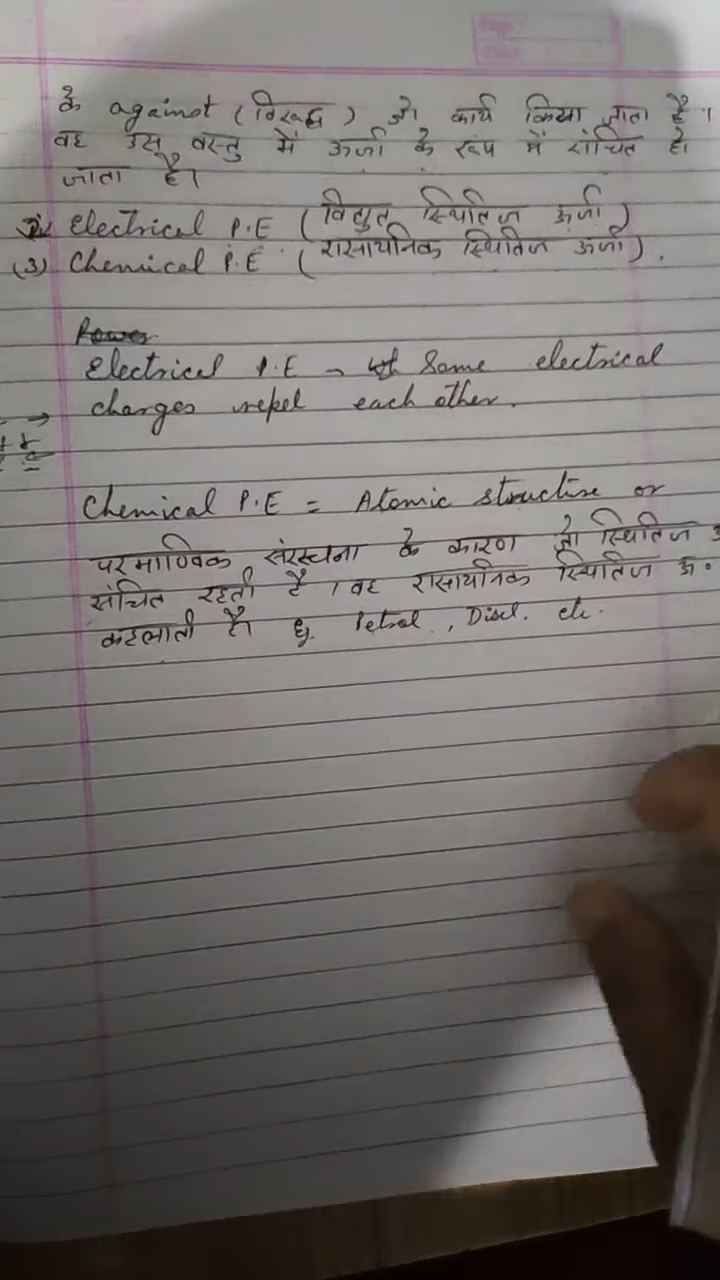 के against (विरूद्ध) जो कार्य किया जाता है।
वह उस वस्तु में ऊर्जा के रूप में संचित हो
जाता है।
Electrical P.E (विद्युत स्थितिज ऊर्जा)
(3) Chemical P.E (रासायनिक स्थितिज ऊर्जा).
Power
Electrical P.E Same electrical
charges repel each other.
Chemical P.E = Atomic structure or
परमाण्विक संरचना के कारण जो स्थितिज
संचित रहती है। वह रासायनिक स्थितिज ऊ.
कहलाती है। eg. Petrol, Disel. etc.